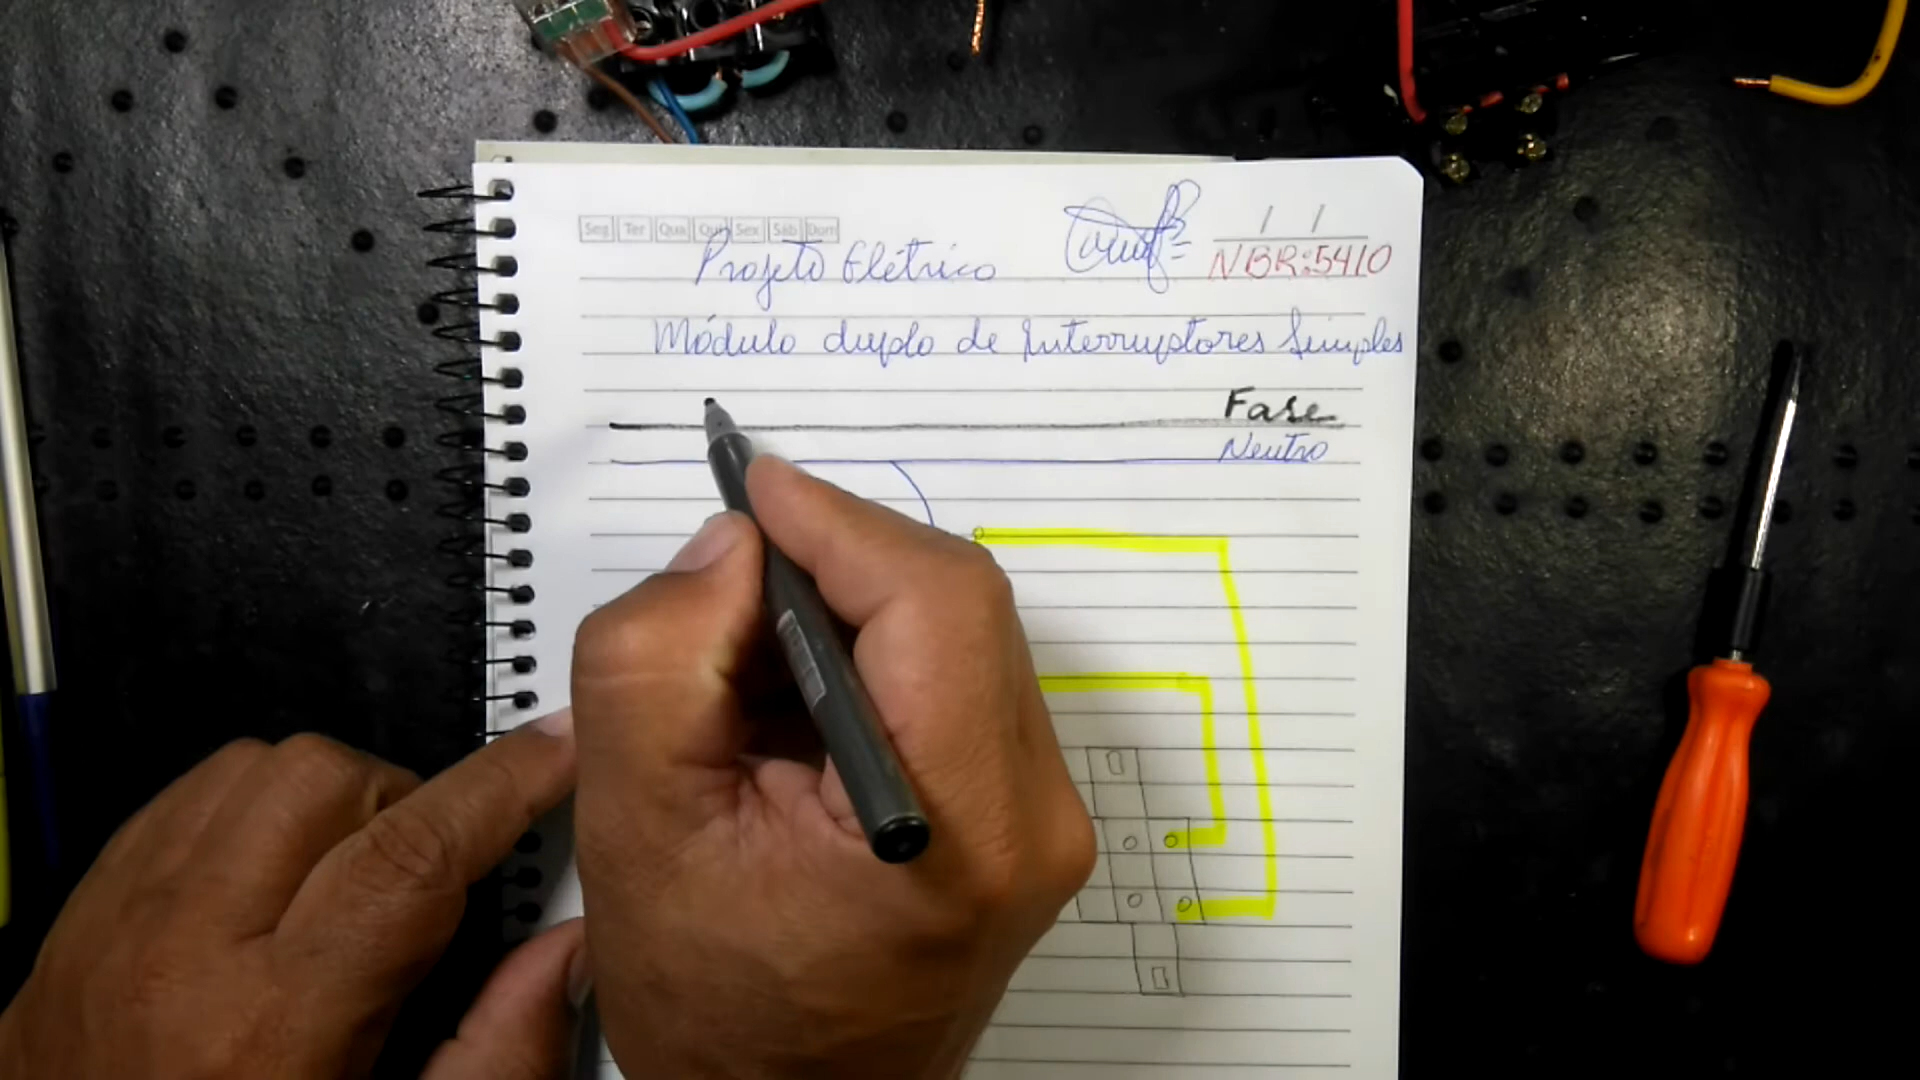 Seg Ter Qua Qui Sex Sáb Dom
/ /
Projeto Elétrico
NBR:5410
Módulo duplo de Interruptores Simples
Fase
Neutro